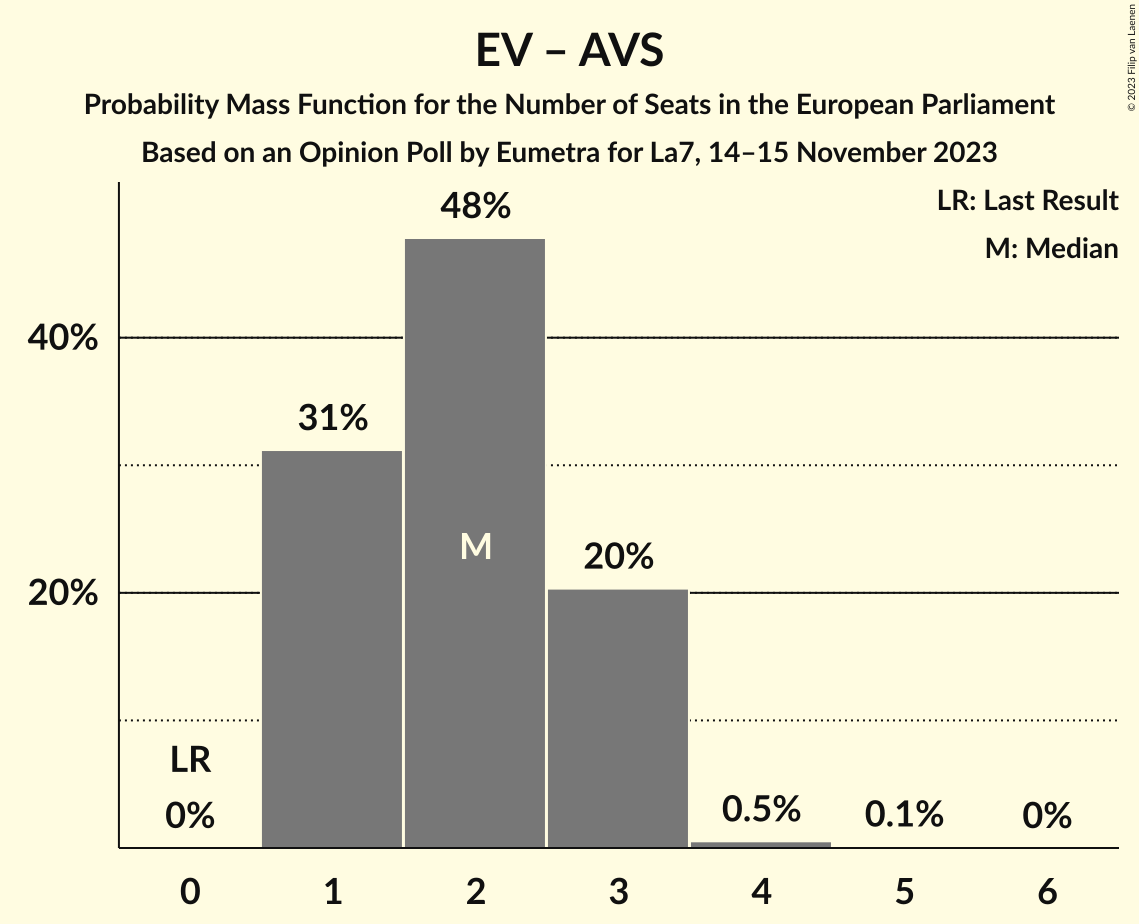 EV – AVS
Probability Mass Function for the Number of Seats in the European Parliament
Based on an Opinion Poll by Eumetra for La7, 14–15 November 2023
© 2023 Filip van Laenen
LR: Last Result
M: Median
48%
40%
31%
M
20%
20%
LR
0%
0.5%
0.1%
0%
0 1 2 3 4 5 6